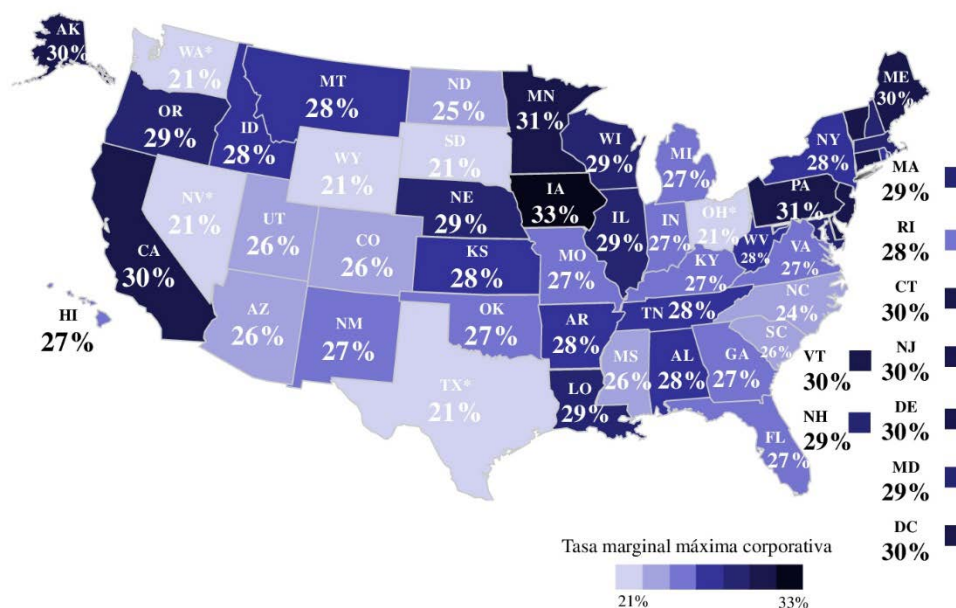 AK
30%
WA*
21%
OR
29%
ID
28%
MT
28%
ND
25%
MN
31%
WI
29%
MI
27%
NY
28%
ME
30%
SD
21%
WY
21%
NE
29%
IA
33%
NV*
21%
UT
26%
CO
26%
KS
28%
MO
27%
IL
29%
IN
27%
OH*
21%
PA
31%
WV
28%
VA
27%
KY
27%
CA
30%
AZ
26%
NM
27%
OK
27%
AR
28%
TN 28%
NC
24%
SC
26%
TX*
21%
LO
29%
MS
26%
AL
28%
GA
27%
FL
27%
HI
27%
MA
29%
RI
28%
CT
30%
VT
30%
NJ
30%
NH
29%
DE
30%
MD
29%
DC
30%
Tasa marginal máxima corporativa
21%
33%